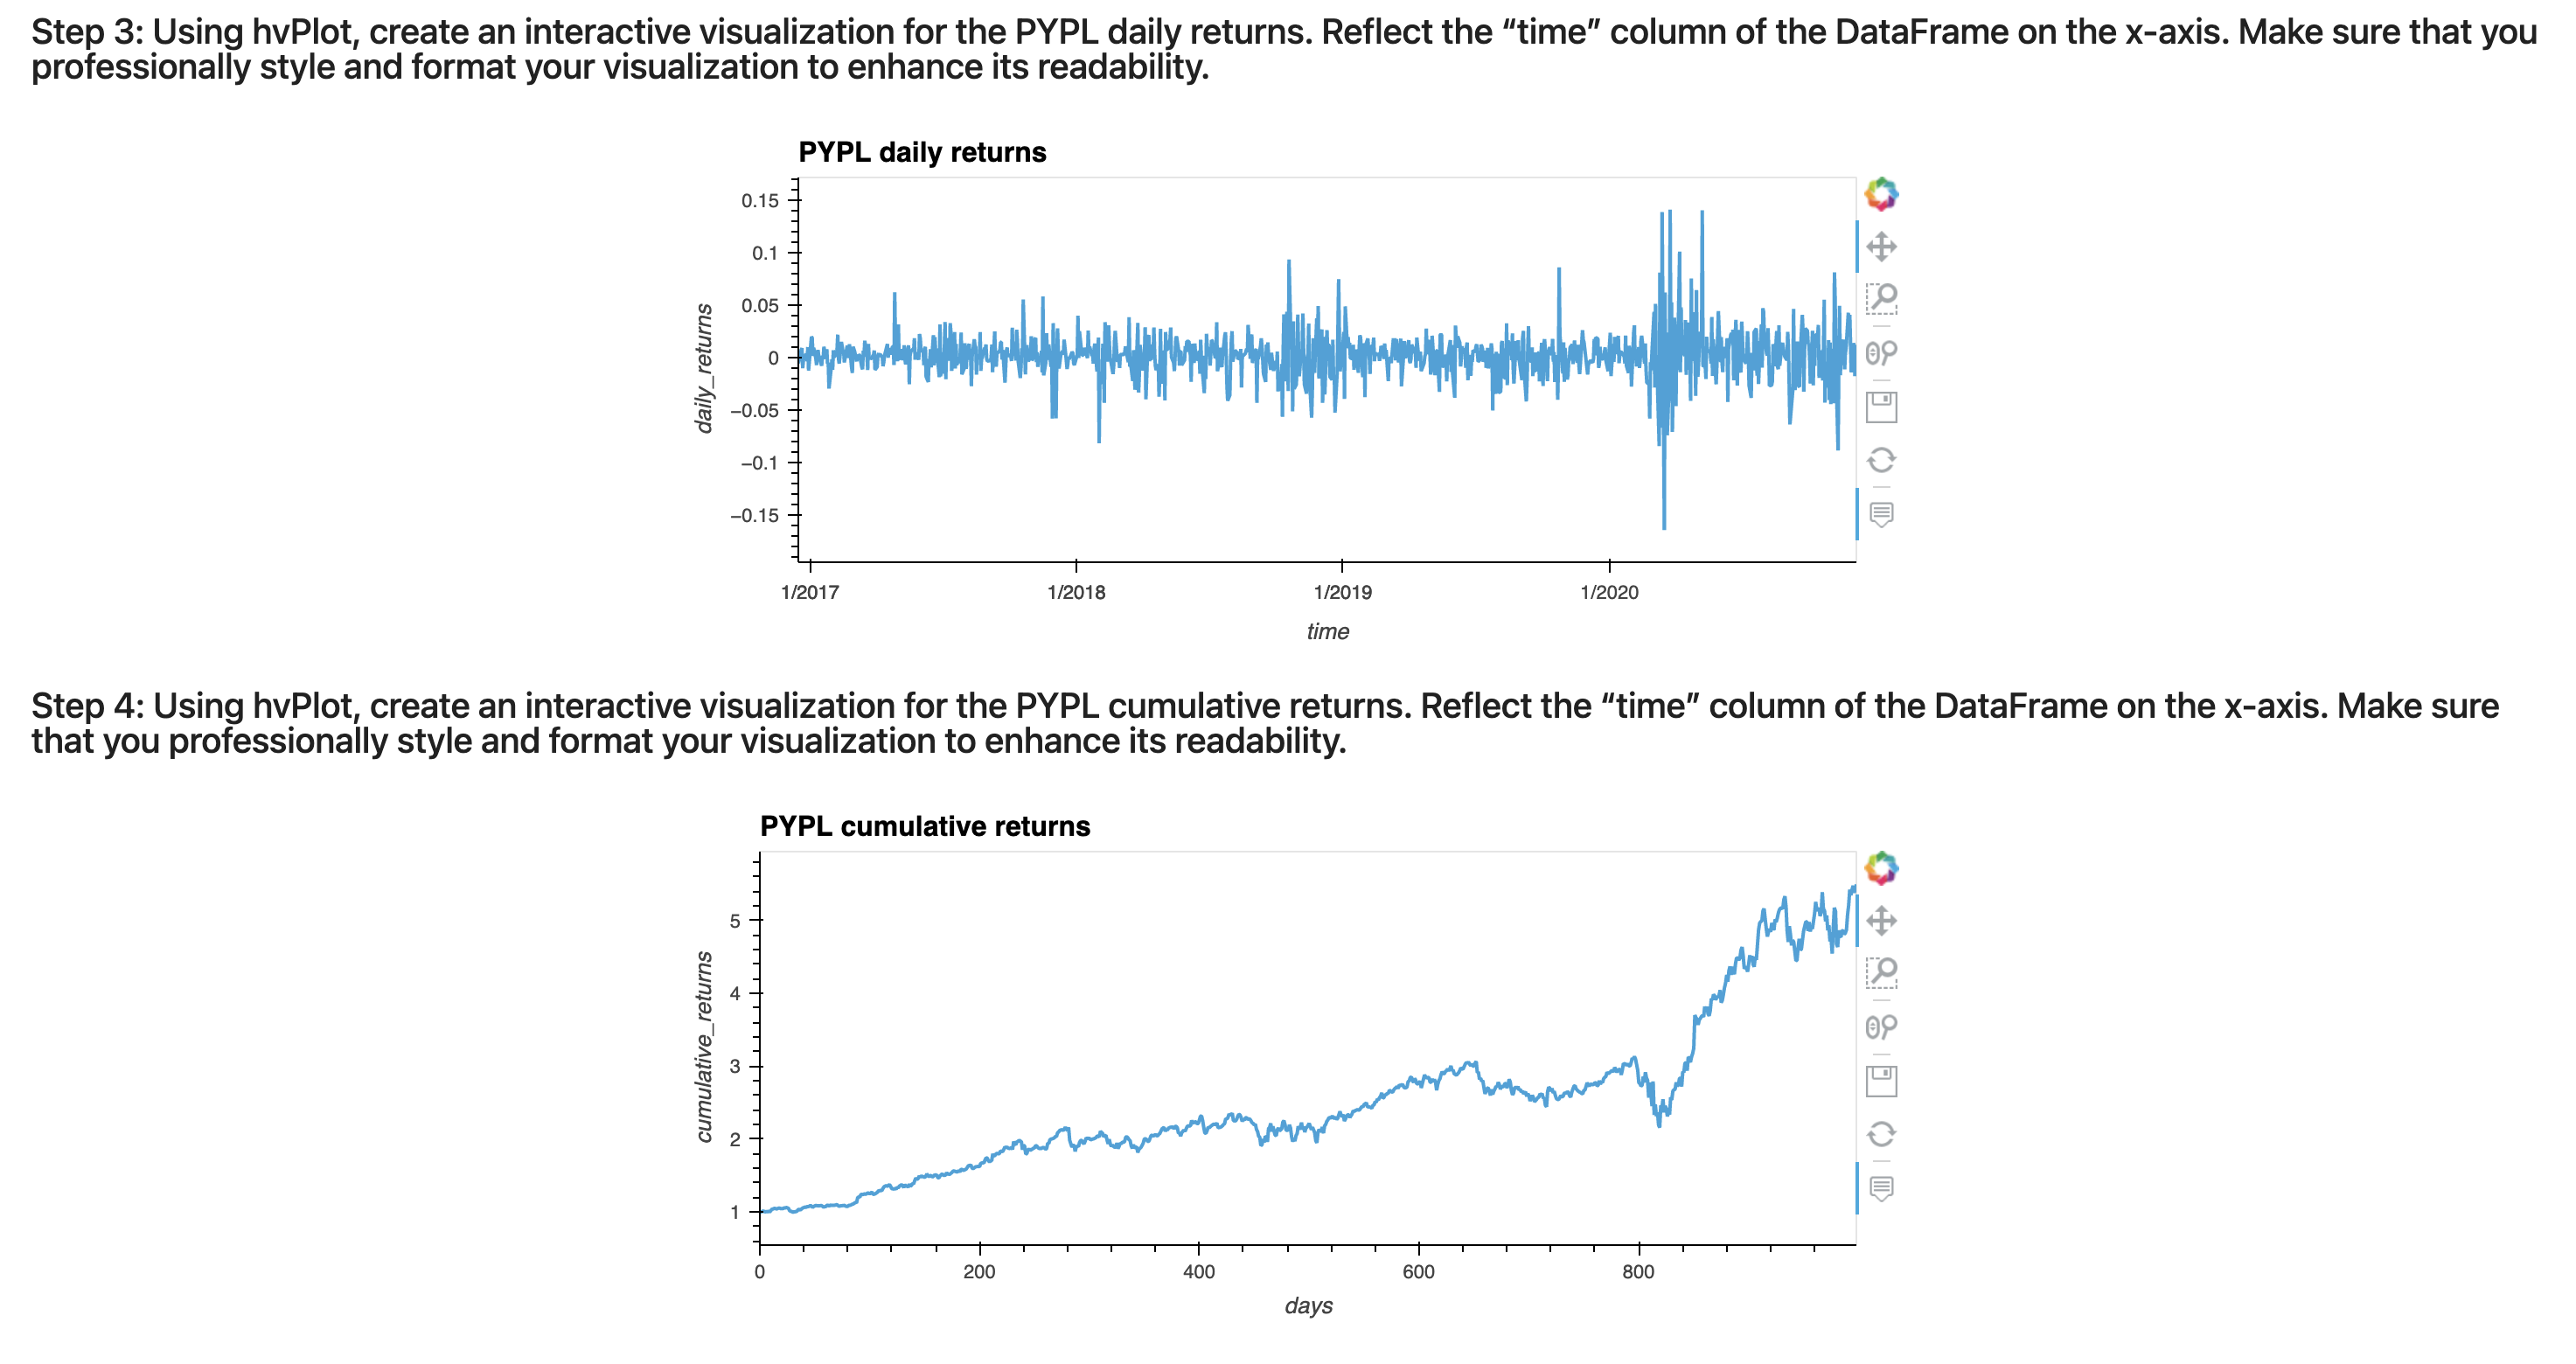 Step 3: Using hvPlot, create an interactive visualization for the PYPL daily returns. Reflect the “time” column of the DataFrame on the x-axis. Make sure that you
professionally style and format your visualization to enhance its readability.
PYPL daily returns
0.15
0.1
0.05
0
−0.05
−0.1
−0.15
daily_returns
1/2017 1/2018 1/2019 1/2020
time
Step 4: Using hvPlot, create an interactive visualization for the PYPL cumulative returns. Reflect the “time” column of the DataFrame on the x-axis. Make sure
that you professionally style and format your visualization to enhance its readability.
PYPL cumulative returns
5
4
3
2
1
cumulative_returns
0 200 400 600 800
days